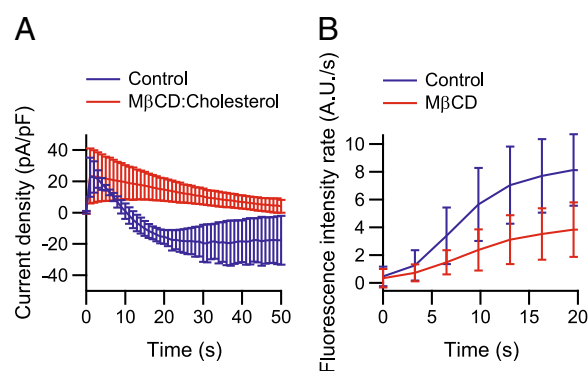 A
Control
MβCD:Cholesterol
Current density (pA/pF)
40
20
0
-20
-40
0 10 20 30 40 50
Time (s)
B
Control
MβCD
Fluorescence intensity rate (A.U./s)
10
8
6
4
2
0
0 5 10 15 20
Time (s)